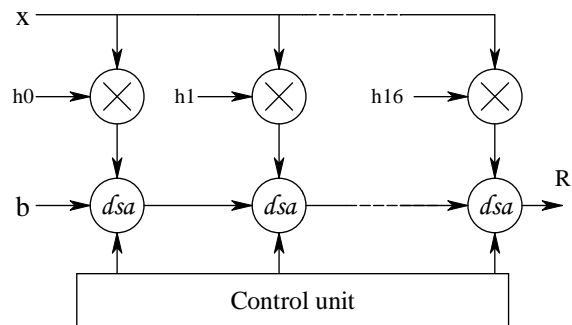 x
h0
h1
h16
R
b
dsa
dsa
dsa
Control unit